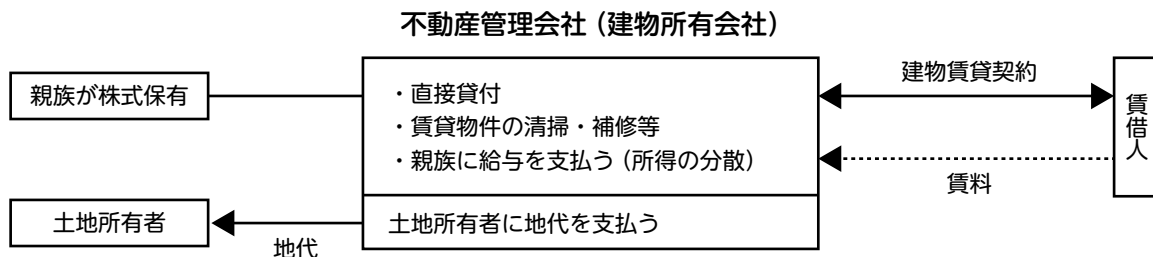 不動産管理会社（建物所有会社）
親族が株式保有
・直接貸付
・賃貸物件の清掃・補修等
・親族に給与を支払う（所得の分散）
建物賃貸契約
賃料
賃借人
土地所有者
地代
土地所有者に地代を支払う